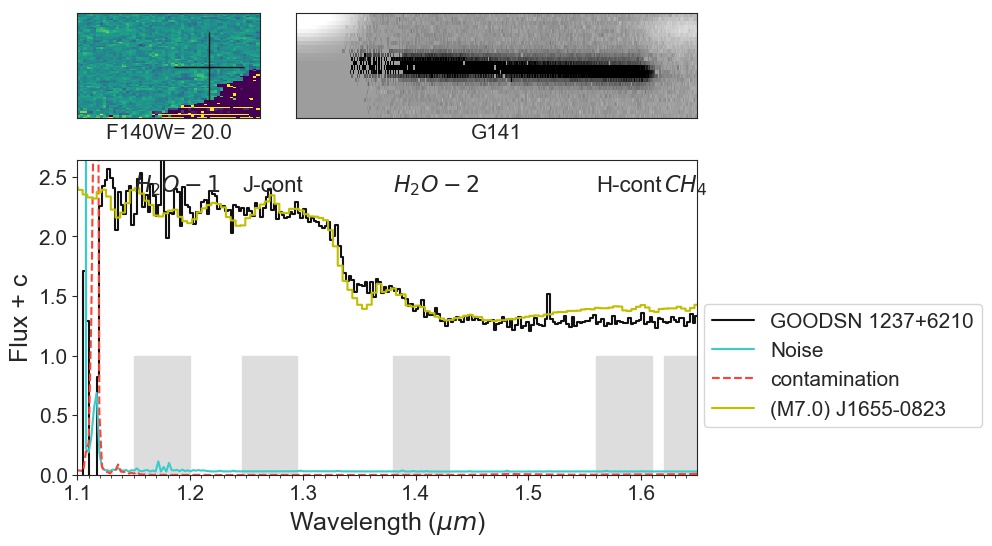 F140W= 20.0
G141
H₂O − 1 J-cont H₂O − 2 H-cont CH₄
2.5
2.0
1.5
1.0
0.5
0.0
Flux + c
1.1 1.2 1.3 1.4 1.5 1.6
Wavelength (μm)
GOODSN 1237+6210
Noise
contamination
(M7.0) J1655-0823